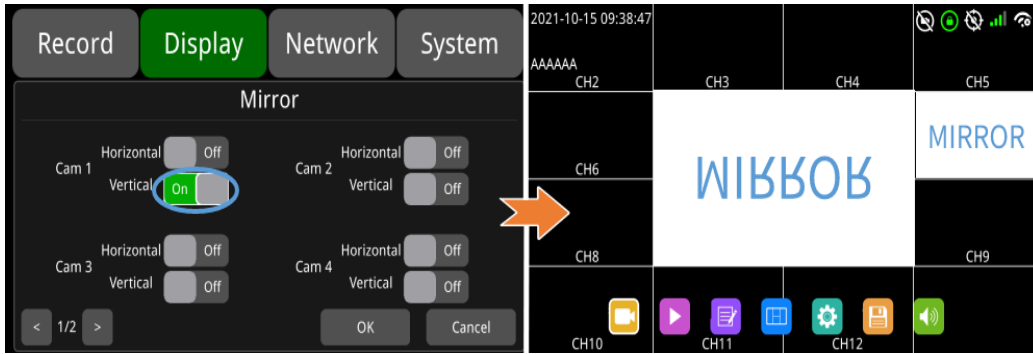 Record Display Network System
Mirror
Cam 1 Horizontal Off
Vertical On
Cam 2 Horizontal Off
Vertical Off
Cam 3 Horizontal Off
Vertical Off
Cam 4 Horizontal Off
Vertical Off
< 1/2 > OK Cancel
2021-10-15 09:38:47
AAAAAA
CH2 CH3 CH4 CH5
MIRROR
CH6 MIRROR
CH8 CH9
CH10 CH11 CH12